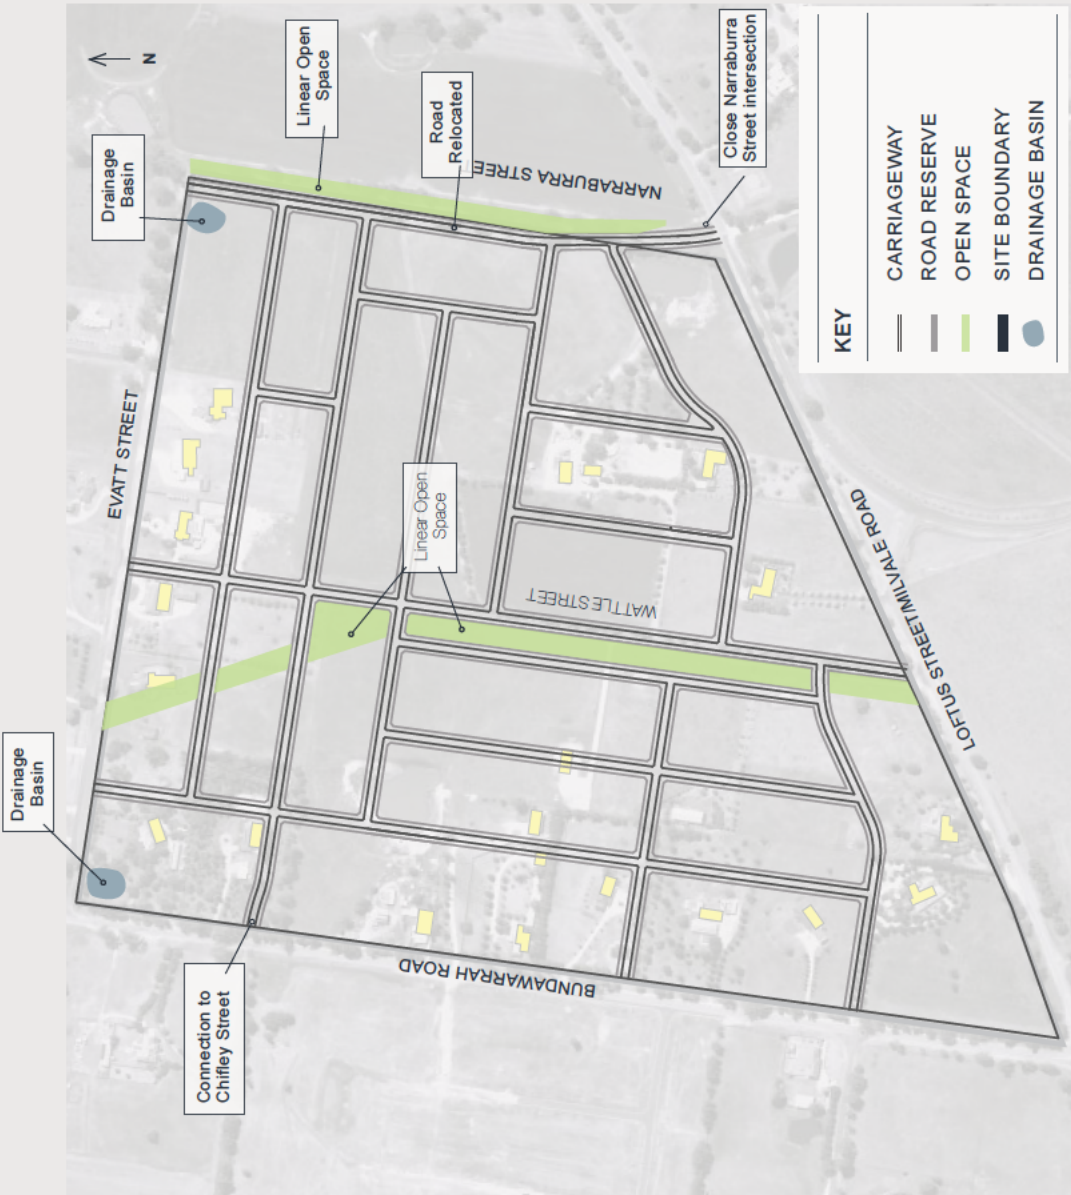 N
Linear Open
Space
Drainage
Basin
Road
Relocated
Close Narraburra
Street intersection
NARRABURRA STREET
EVATT STREET
Linear Open
Space
WATTLE STREET
LOFTUS STREET/MILVALE ROAD
Drainage
Basin
Connection to
Chifley Street
BUNDAWARRAH ROAD
KEY
CARRIAGEWAY
ROAD RESERVE
OPEN SPACE
SITE BOUNDARY
DRAINAGE BASIN